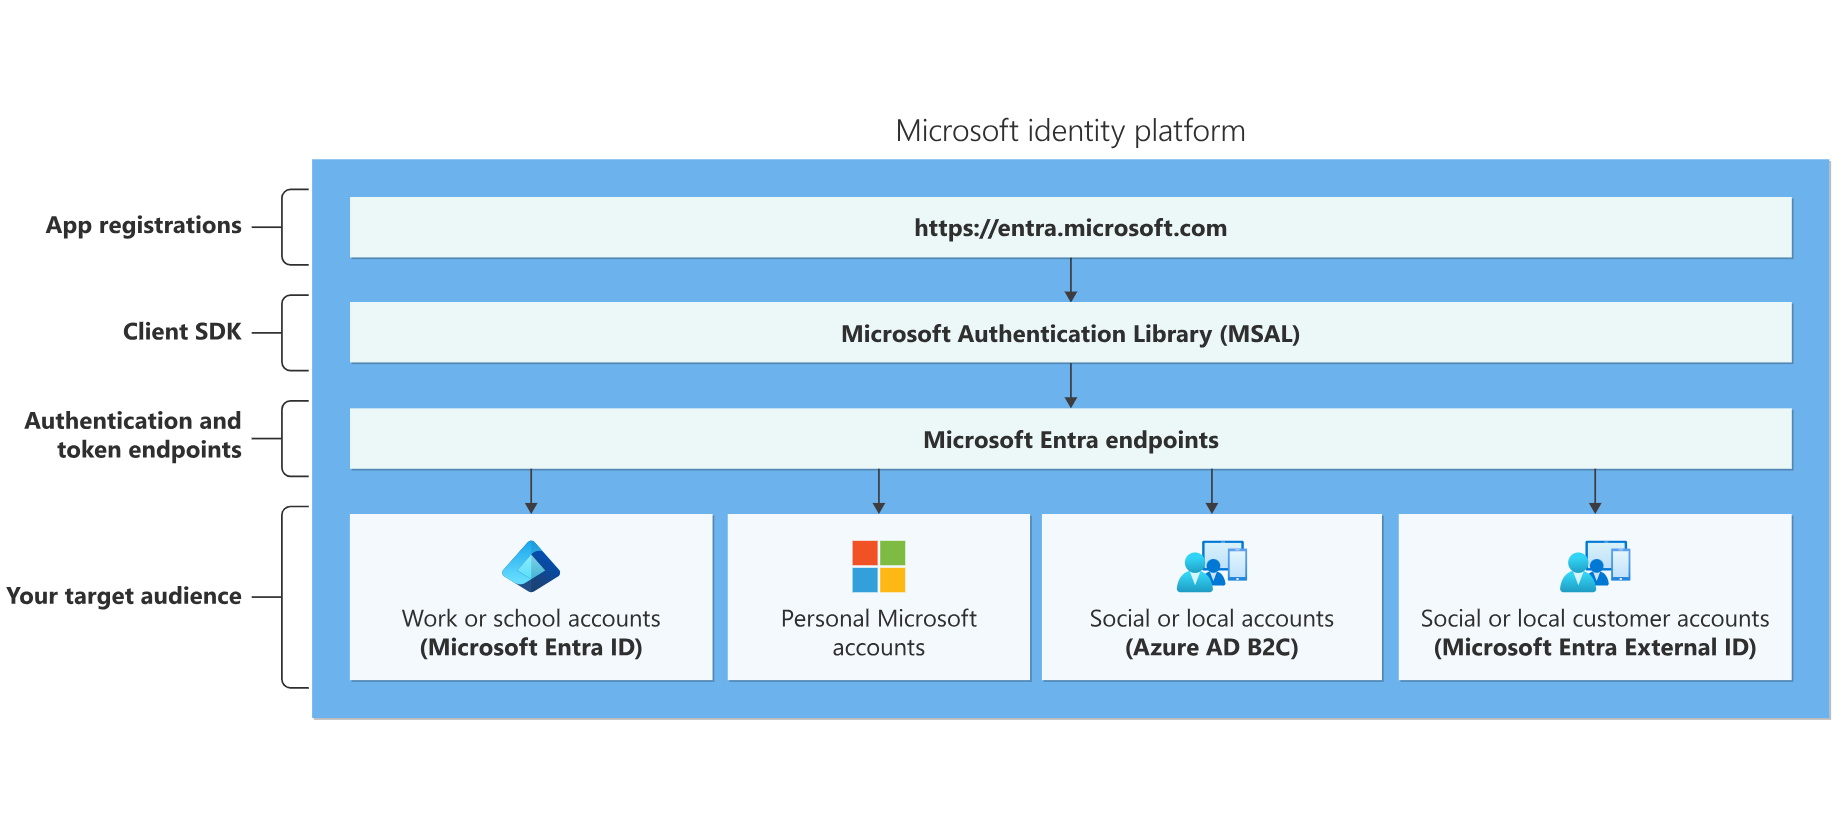 Microsoft identity platform
App registrations
https://entra.microsoft.com
Client SDK
Microsoft Authentication Library (MSAL)
Authentication and
token endpoints
Microsoft Entra endpoints
Your target audience
Work or school accounts
(Microsoft Entra ID)
Personal Microsoft
accounts
Social or local accounts
(Azure AD B2C)
Social or local customer accounts
(Microsoft Entra External ID)